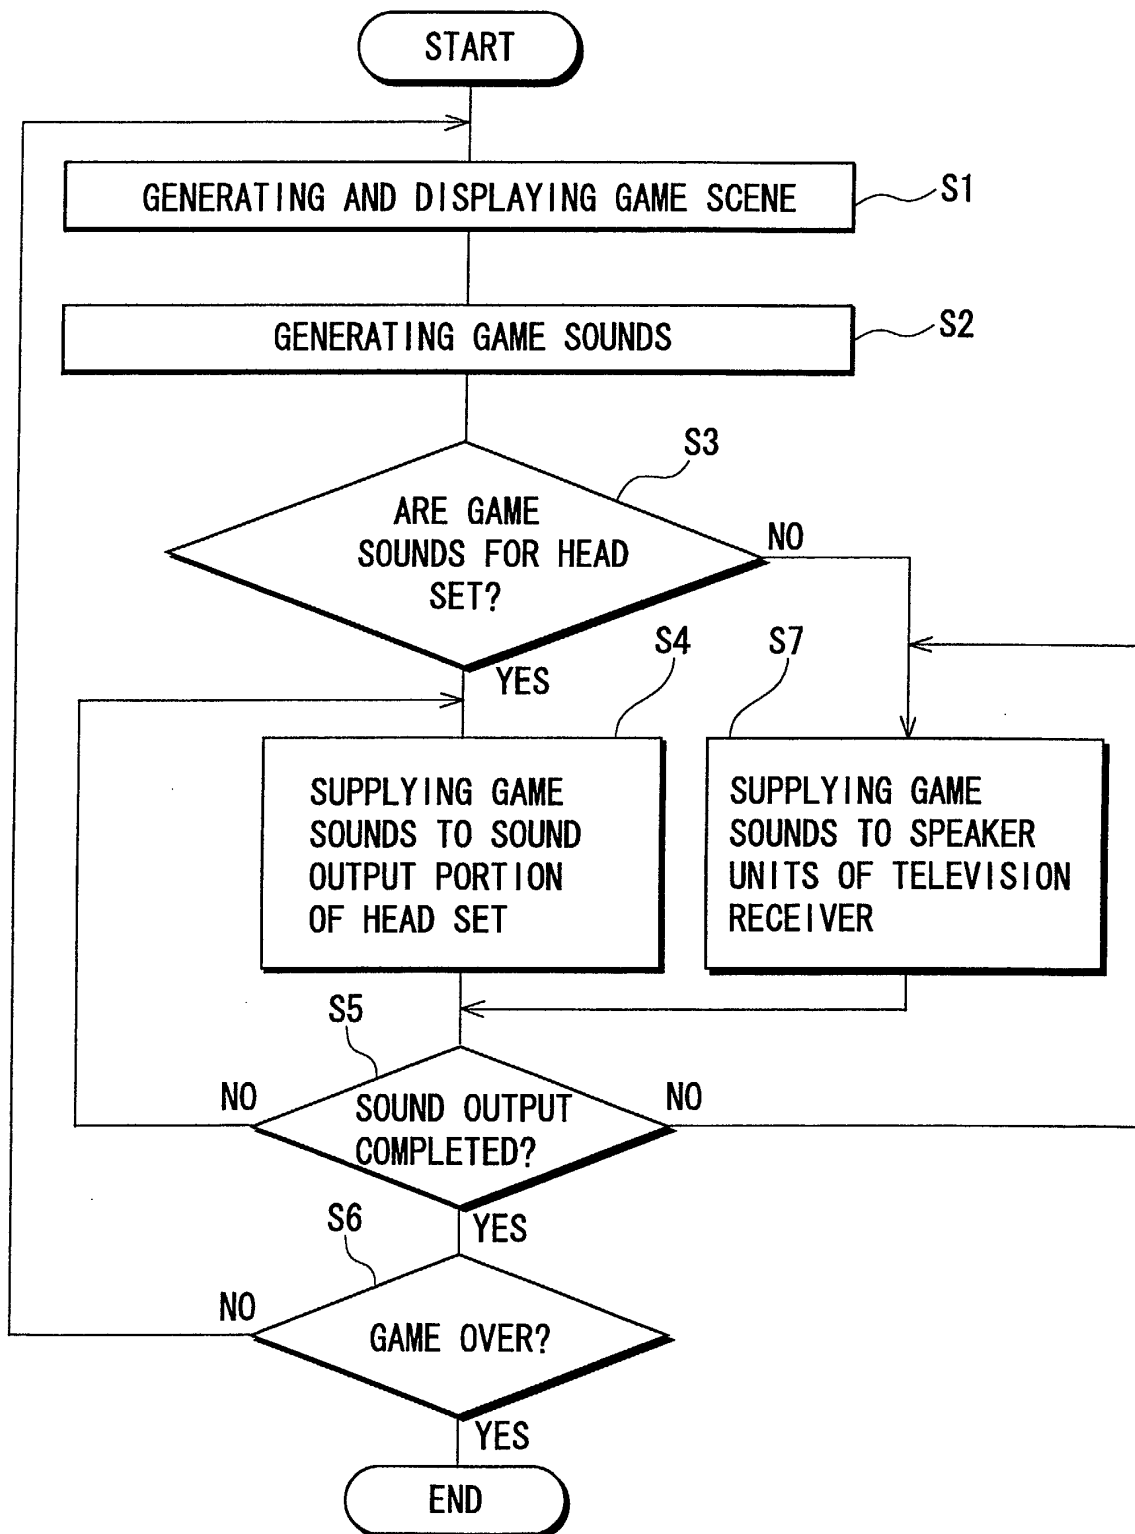 START
GENERATING AND DISPLAYING GAME SCENE
S1
GENERATING GAME SOUNDS
S2
S3
ARE GAME
SOUNDS FOR HEAD
SET?
NO
YES
S4
S7
SUPPLYING GAME
SOUNDS TO SOUND
OUTPUT PORTION
OF HEAD SET
SUPPLYING GAME
SOUNDS TO SPEAKER
UNITS OF TELEVISION
RECEIVER
S5
NO
SOUND OUTPUT
COMPLETED?
NO
YES
S6
NO
GAME OVER?
YES
END